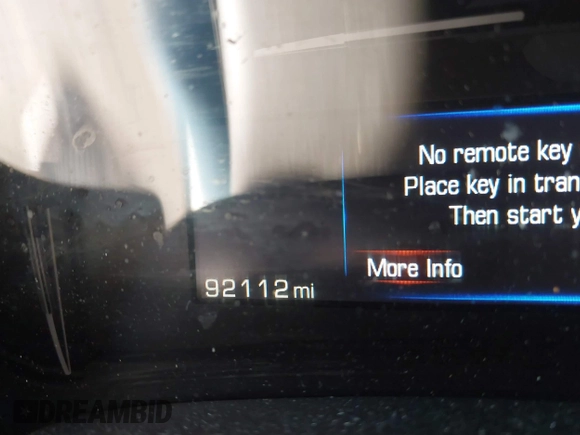 No remote key
Place key in tran
Then start y
More Info
92112 mi
DREAMBID